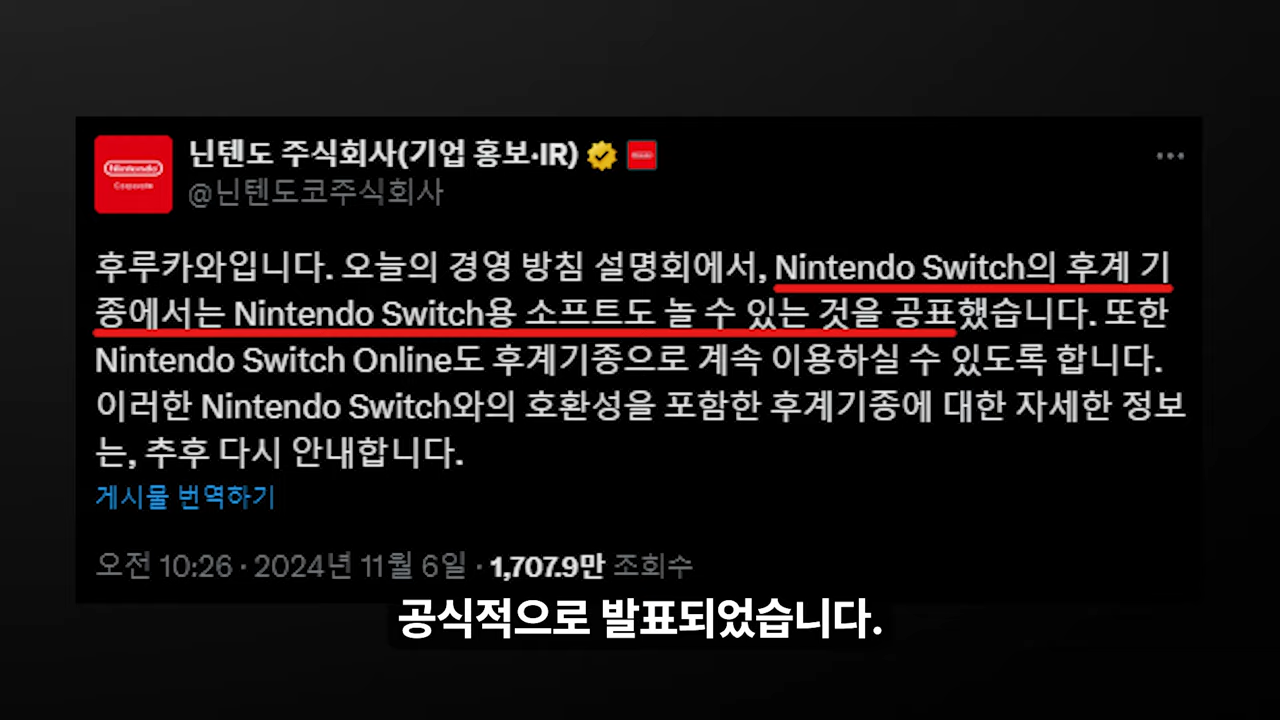 Nintendo
Corporate
닌텐도 주식회사(기업 홍보·IR)
@닌텐도코주식회사
후루카와입니다. 오늘의 경영 방침 설명회에서, Nintendo Switch의 후계 기
종에서는 Nintendo Switch용 소프트도 놀 수 있는 것을 공표했습니다. 또한
Nintendo Switch Online도 후계기종으로 계속 이용하실 수 있도록 합니다.
이러한 Nintendo Switch와의 호환성을 포함한 후계기종에 대한 자세한 정보
는, 추후 다시 안내합니다.
게시물 번역하기
오전 10:26 · 2024년 11월 6일 · 1,707.9만 조회수
공식적으로 발표되었습니다.